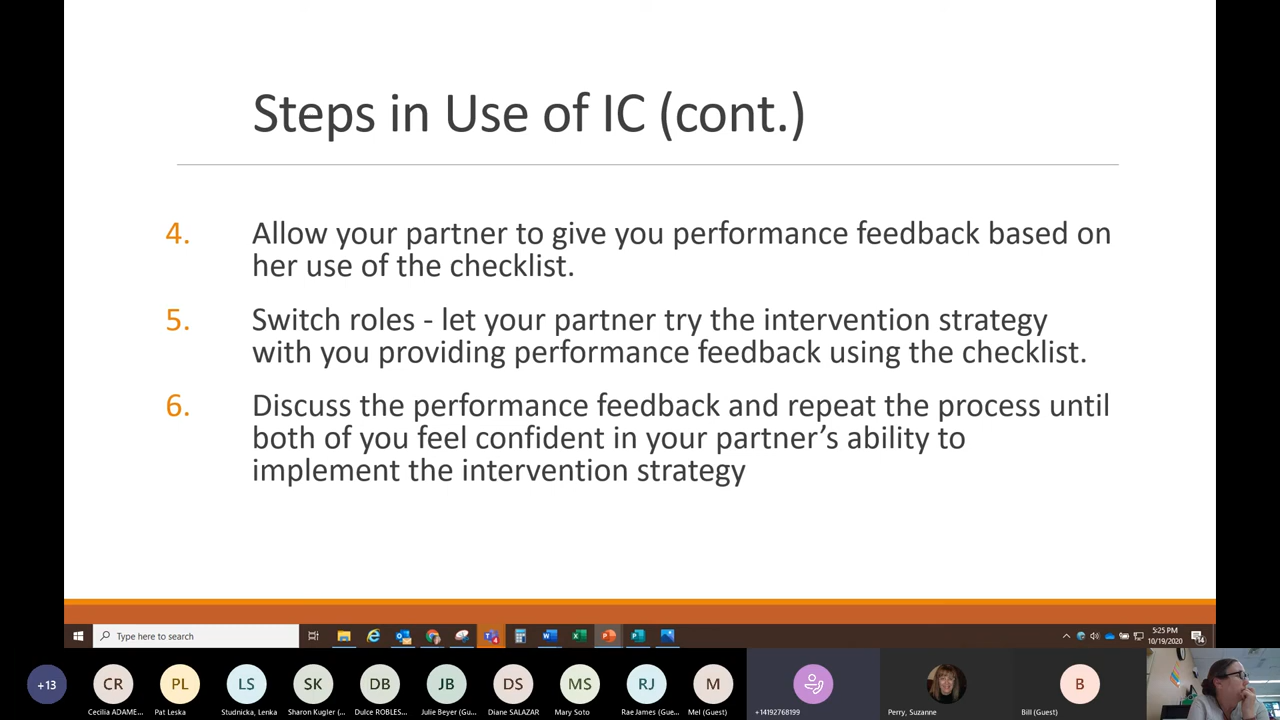 Steps in Use of IC (cont.)
4. Allow your partner to give you performance feedback based on
her use of the checklist.
5. Switch roles - let your partner try the intervention strategy
with you providing performance feedback using the checklist.
6. Discuss the performance feedback and repeat the process until
both of you feel confident in your partner’s ability to
implement the intervention strategy
Type here to search
5:25 PM
10/19/2020
+13
CR
PL
LS
SK
DB
JB
DS
MS
RJ
M
B
Cecilia ADAME...
Pat Leska
Studnicka, Lenka
Sharon Kugler (...
Dulce ROBLES...
Julie Beyer (Gu...
Diane SALAZAR
Mary Soto
Rae James (Gue...
Mel (Guest)
+14192768199
Perry, Suzanne
Bill (Guest)